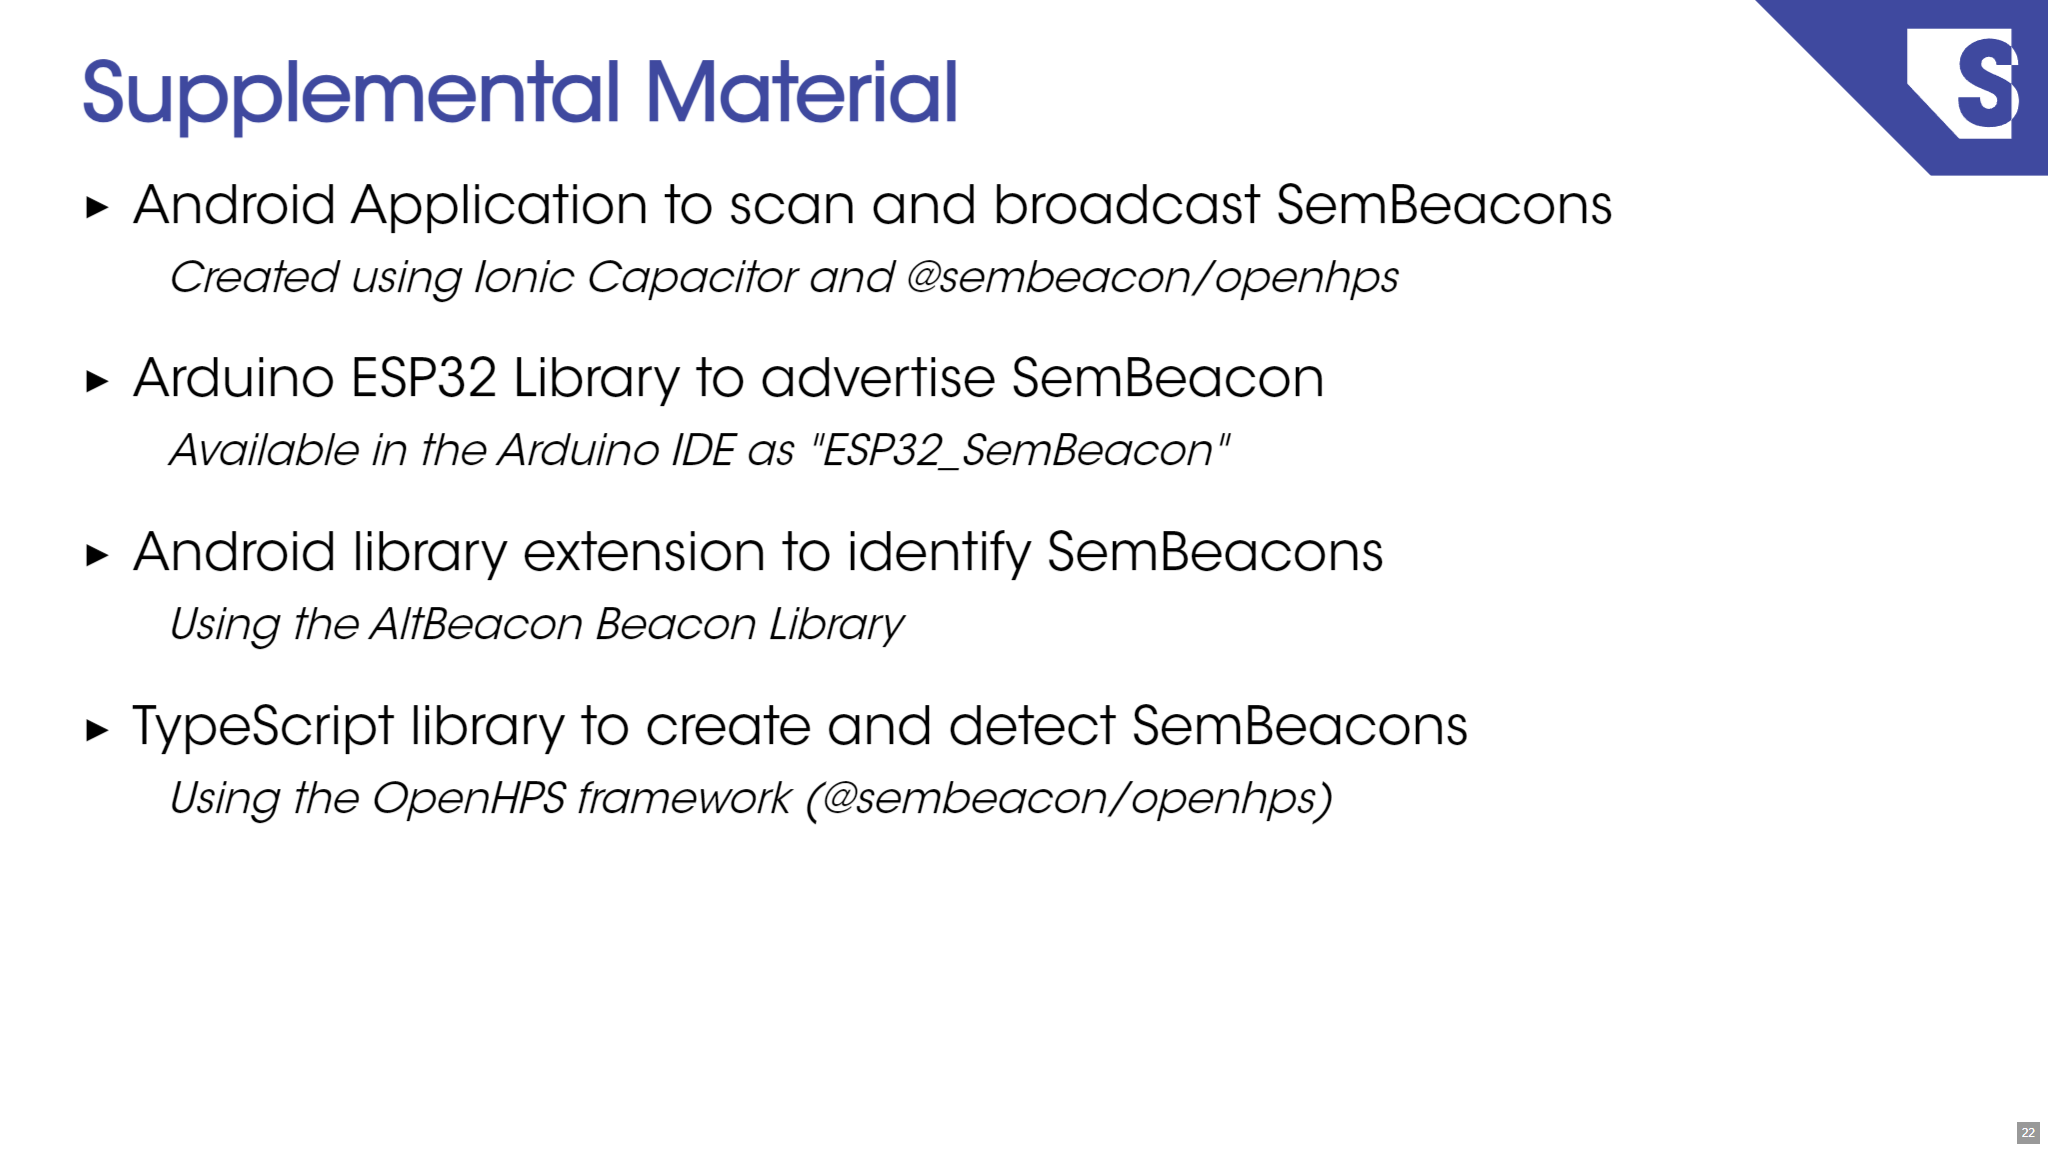 Supplemental Material
S
▸ Android Application to scan and broadcast SemBeacons
Created using Ionic Capacitor and @sembeacon/openhps
▸ Arduino ESP32 Library to advertise SemBeacon
Available in the Arduino IDE as "ESP32_SemBeacon"
▸ Android library extension to identify SemBeacons
Using the AltBeacon Beacon Library
▸ TypeScript library to create and detect SemBeacons
Using the OpenHPS framework (@sembeacon/openhps)
22